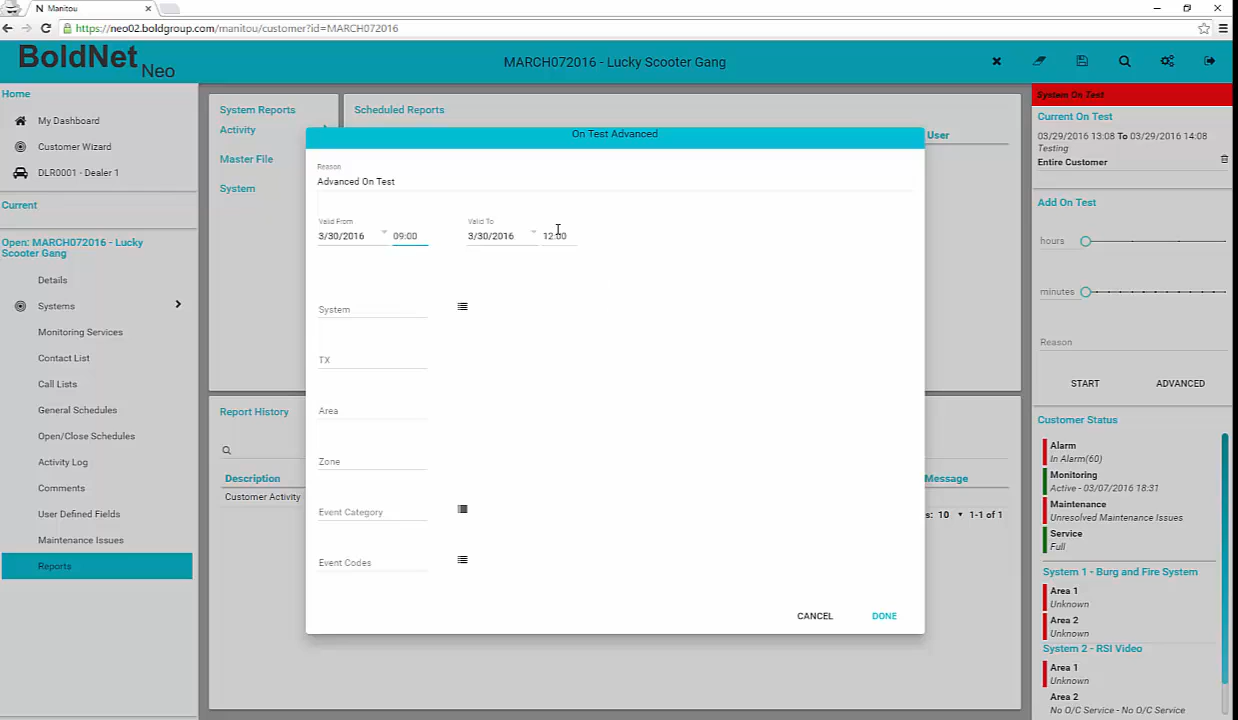 Manitou
https://neo02.boldgroup.com/manitou/customer?id=MARCH072016
BoldNet
Neo
MARCH072016 - Lucky Scooter Gang
Home
My Dashboard
Customer Wizard
DLR0001 - Dealer 1
Current
Open: MARCH072016 - Lucky
Scooter Gang
Details
Systems
Monitoring Services
Contact List
Call Lists
General Schedules
Open/Close Schedules
Activity Log
Comments
User Defined Fields
Maintenance Issues
Reports
System Reports
Activity
Master File
System
Scheduled Reports
User
Report History
Description
Customer Activity
Message
s: 10 1-1 of 1
On Test Advanced
Reason
Advanced On Test
Valid From
3/30/2016 09:00
Valid To
3/30/2016 12:00
System
TX
Area
Zone
Event Category
Event Codes
CANCEL DONE
System On Test
Current On Test
03/29/2016 13:08 To 03/29/2016 14:08
Testing
Entire Customer
Add On Test
hours
minutes
Reason
START ADVANCED
Customer Status
Alarm
In Alarm(60)
Monitoring
Active - 03/07/2016 18:31
Maintenance
Unresolved Maintenance Issues
Service
Full
System 1 - Burg and Fire System
Area 1
Unknown
Area 2
Unknown
System 2 - RSI Video
Area 1
Unknown
Area 2
No O/C Service - No O/C Service